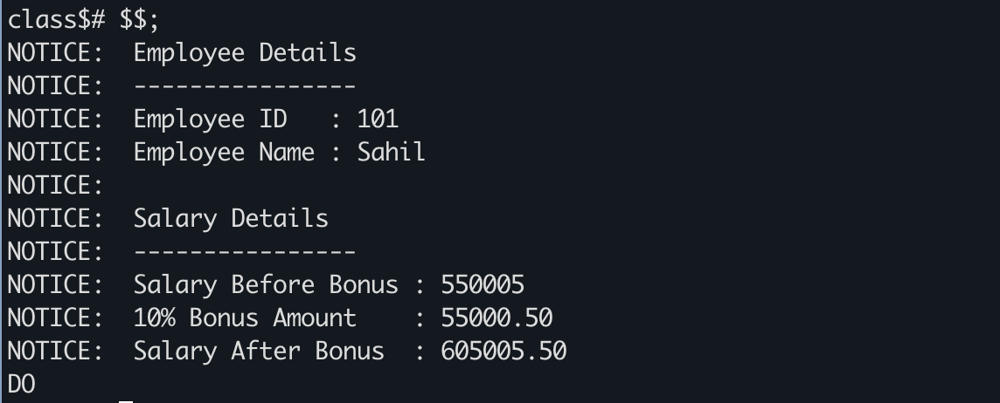 class$# $$;
NOTICE:  Employee Details
NOTICE:  ----------------
NOTICE:  Employee ID   : 101
NOTICE:  Employee Name : Sahil
NOTICE:
NOTICE:  Salary Details
NOTICE:  ----------------
NOTICE:  Salary Before Bonus : 550005
NOTICE:  10% Bonus Amount    : 55000.50
NOTICE:  Salary After Bonus  : 605005.50
DO